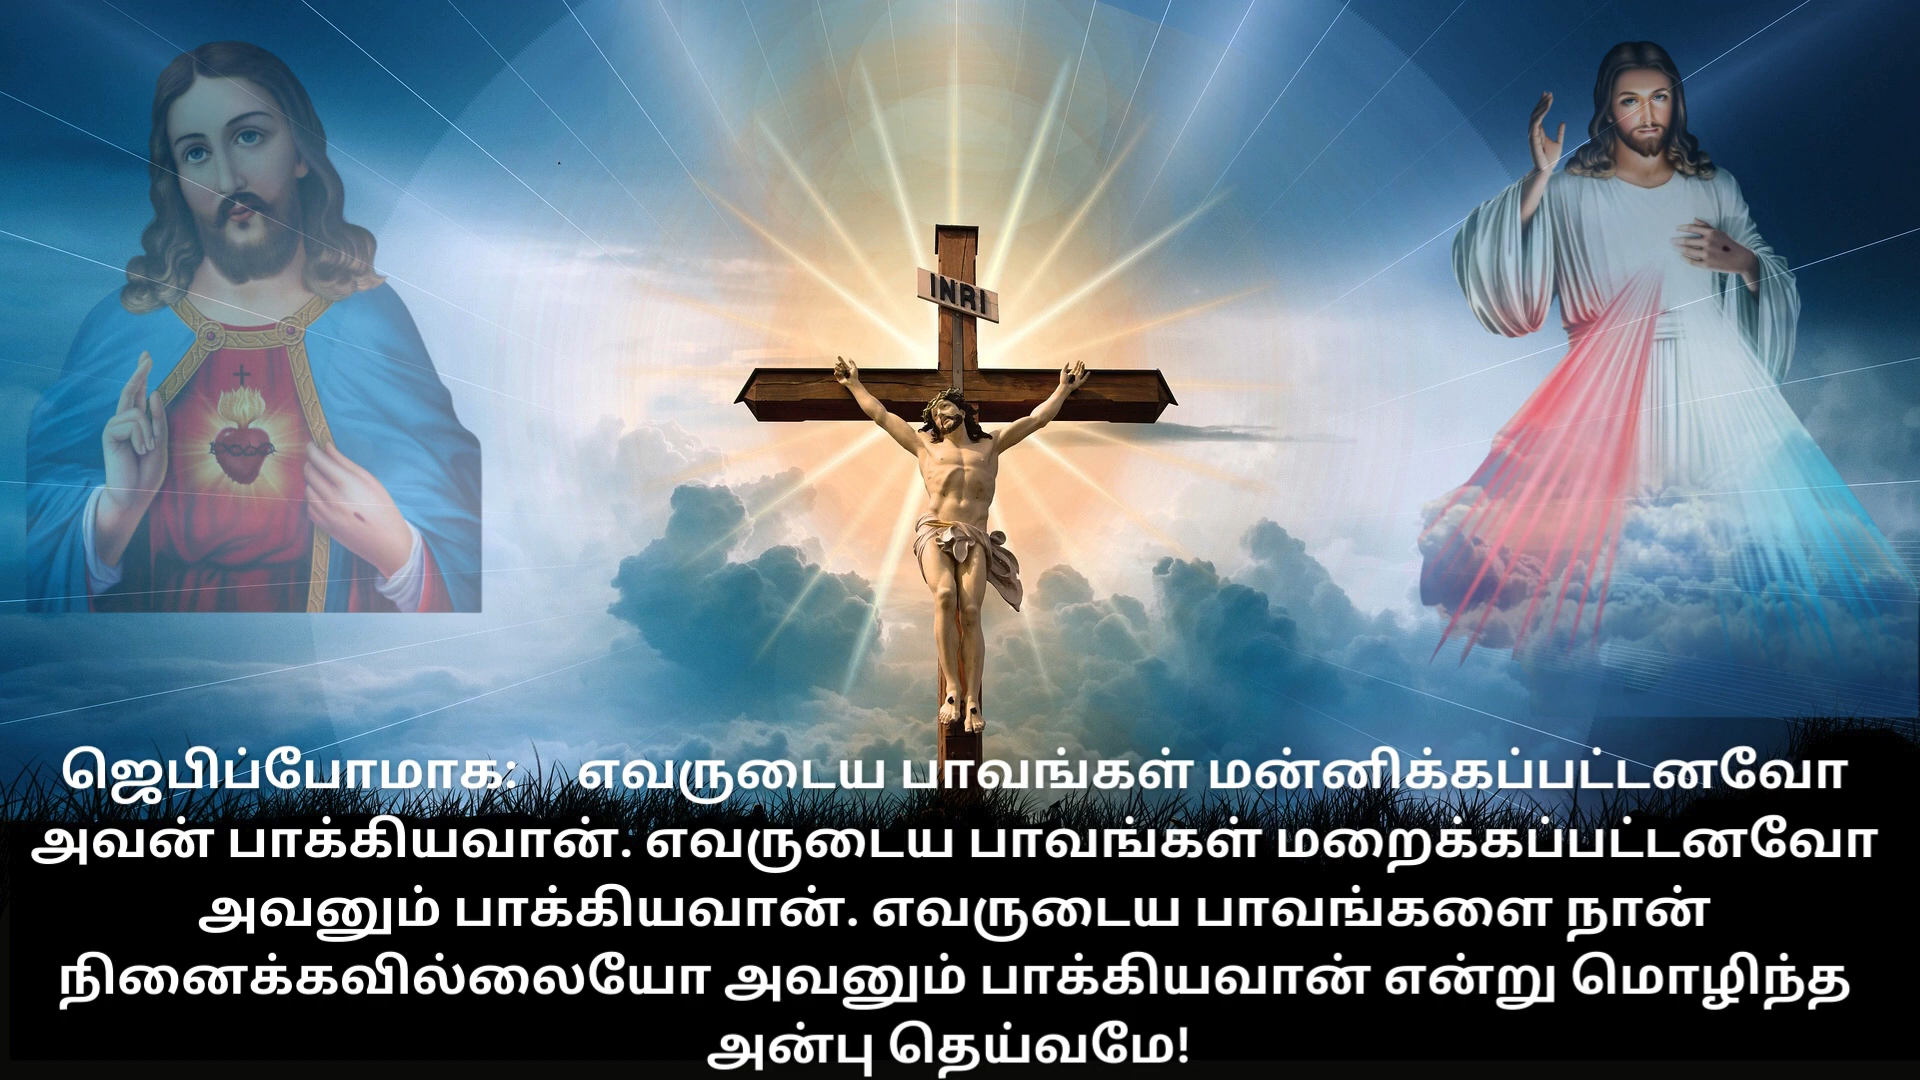 INRI
ஜெபிப்போமாக: எவருடைய பாவங்கள் மன்னிக்கப்பட்டனவோ
அவன் பாக்கியவான். எவருடைய பாவங்கள் மறைக்கப்பட்டனவோ
அவனும் பாக்கியவான். எவருடைய பாவங்களை நான்
நினைக்கவில்லையோ அவனும் பாக்கியவான் என்று மொழிந்த
அன்பு தெய்வமே!